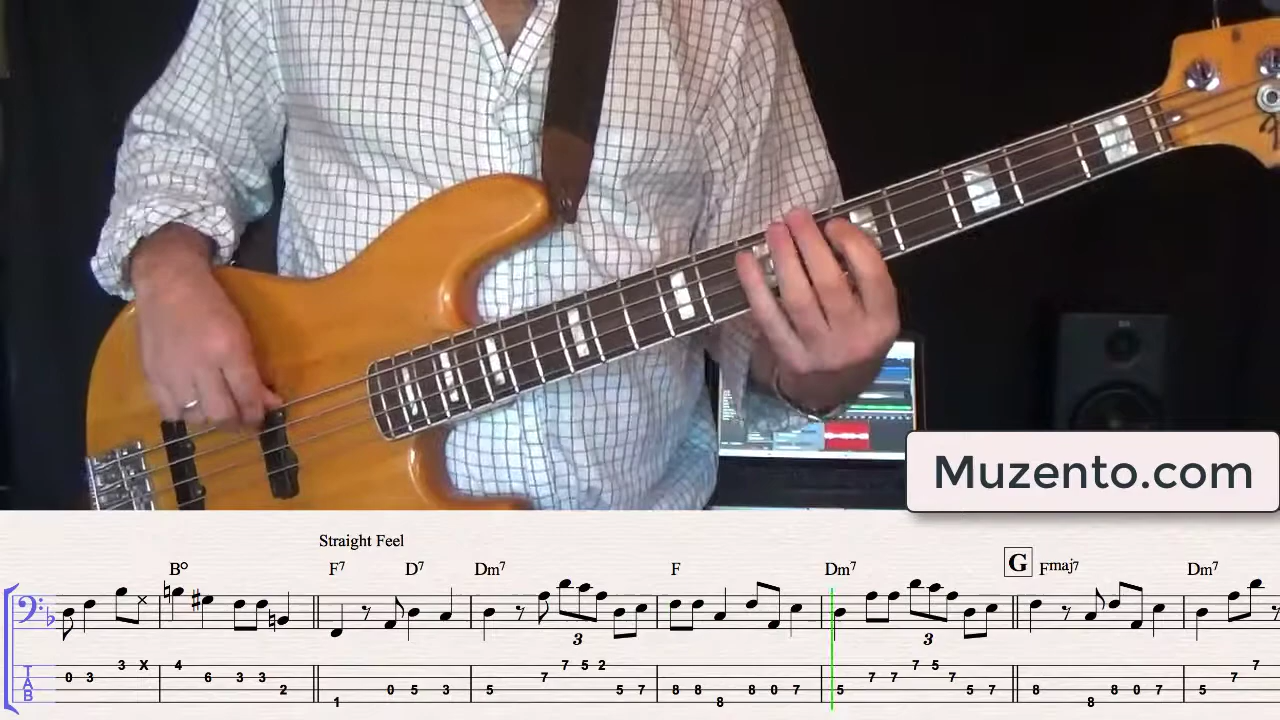 Muzento.com
Straight Feel
B° F7 D7 Dm7 F Dm7 G Fmaj7 Dm7
3 3
T 0 3 3 X 4 6 3 3 2 1 0 5 3 5 7 7 5 2 5 7 8 8 8 8 0 7 5 7 7 7 5 7 5 7 8 8 8 0 7 5 7 7
A
B